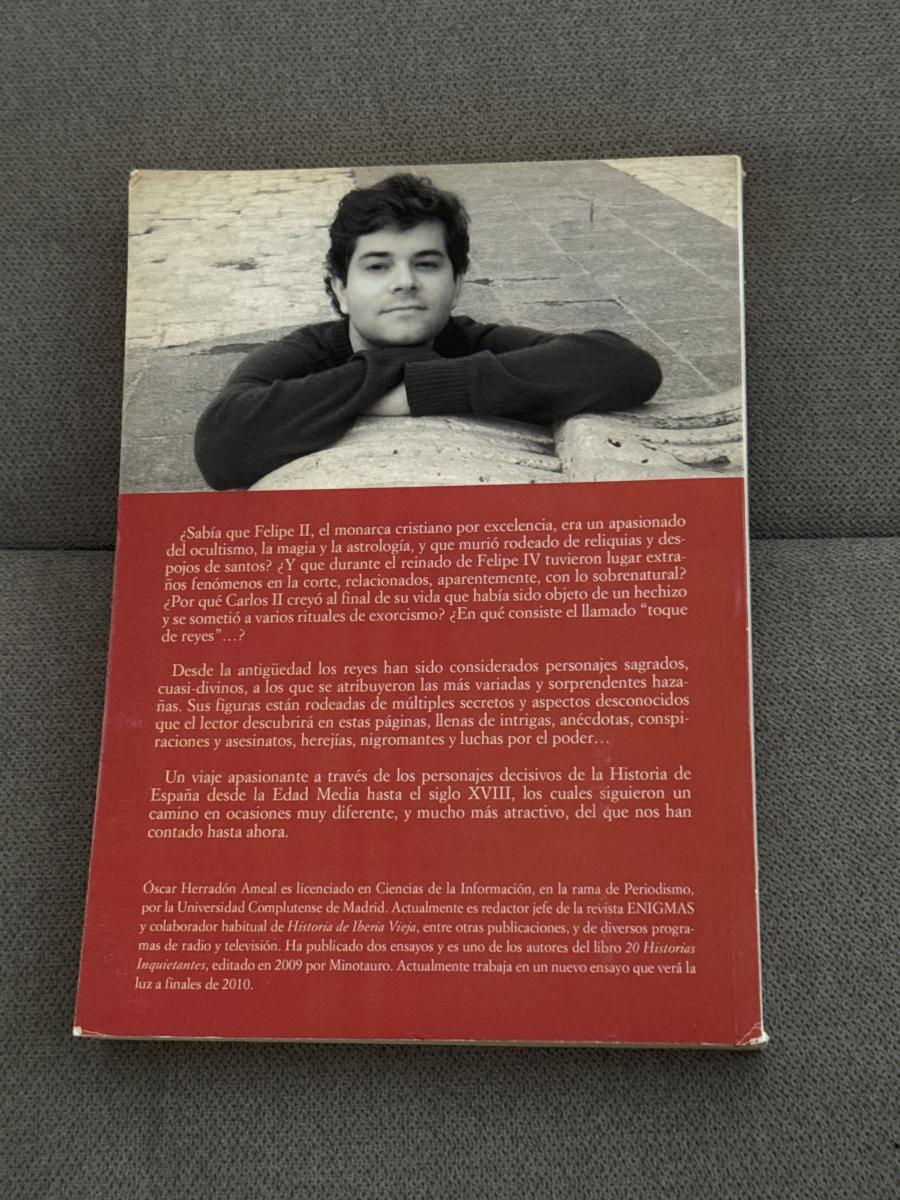 ¿Sabía que Felipe II, el monarca cristiano por excelencia, era un apasionado
del ocultismo, la magia y la astrología, y que murió rodeado de reliquias y des-
pojos de santos? ¿Y que durante el reinado de Felipe IV tuvieron lugar extra-
ños fenómenos en la corte, relacionados, aparentemente, con lo sobrenatural?
¿Por qué Carlos II creyó al final de su vida que había sido objeto de un hechizo
y se sometió a varios rituales de exorcismo? ¿En qué consiste el llamado “toque
de reyes”…?
Desde la antigüedad los reyes han sido considerados personajes sagrados,
cuasi-divinos, a los que se atribuyeron las más variadas y sorprendentes haza-
ñas. Sus figuras están rodeadas de múltiples secretos y aspectos desconocidos
que el lector descubrirá en estas páginas, llenas de intrigas, anécdotas, conspi-
raciones y asesinatos, herejías, nigromantes y luchas por el poder…
Un viaje apasionante a través de los personajes decisivos de la Historia de
España desde la Edad Media hasta el siglo XVIII, los cuales siguieron un
camino en ocasiones muy diferente, y mucho más atractivo, del que nos han
contado hasta ahora.
Óscar Herradón Ameal es licenciado en Ciencias de la Información, en la rama de Periodismo,
por la Universidad Complutense de Madrid. Actualmente es redactor jefe de la revista ENIGMAS
y colaborador habitual de Historia de Iberia Vieja, entre otras publicaciones, y de diversos progra-
mas de radio y televisión. Ha publicado dos ensayos y es uno de los autores del libro 20 Historias
Inquietantes, editado en 2009 por Minotauro. Actualmente trabaja en un nuevo ensayo que verá la
luz a finales de 2010.